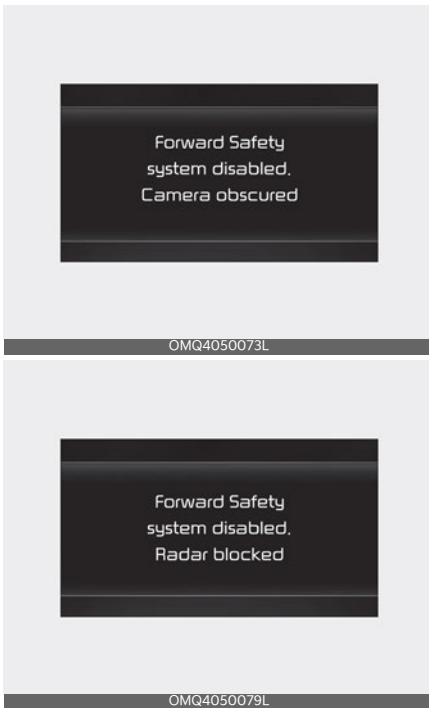 Forward Safety
system disabled.
Camera obscured
OMQ4050073L
Forward Safety
system disabled.
Radar blocked
OMQ4050079L